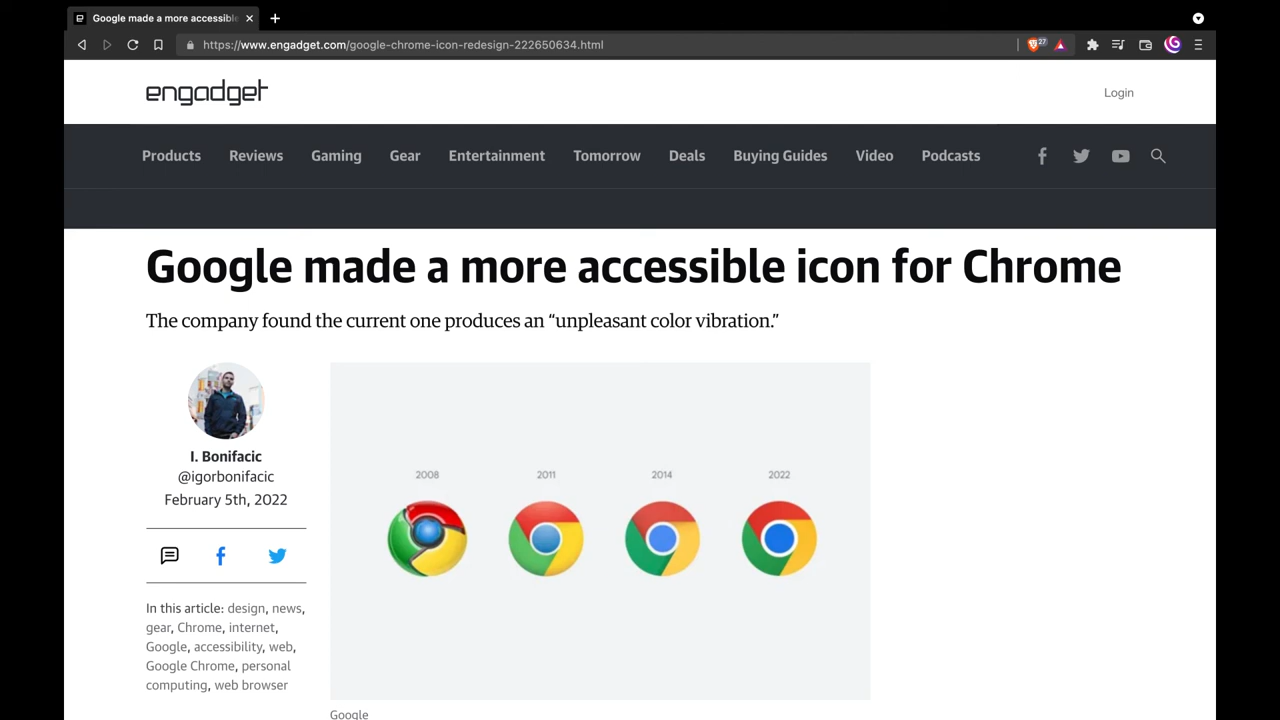 Google made a more accessible
https://www.engadget.com/google-chrome-icon-redesign-222650634.html
27
engadget
Login
Products Reviews Gaming Gear Entertainment Tomorrow Deals Buying Guides Video Podcasts
Google made a more accessible icon for Chrome
The company found the current one produces an “unpleasant color vibration.”
I. Bonifacic
@igorbonifacic
February 5th, 2022
In this article: design, news,
gear, Chrome, internet,
Google, accessibility, web,
Google Chrome, personal
computing, web browser
2008 2011 2014 2022
Google